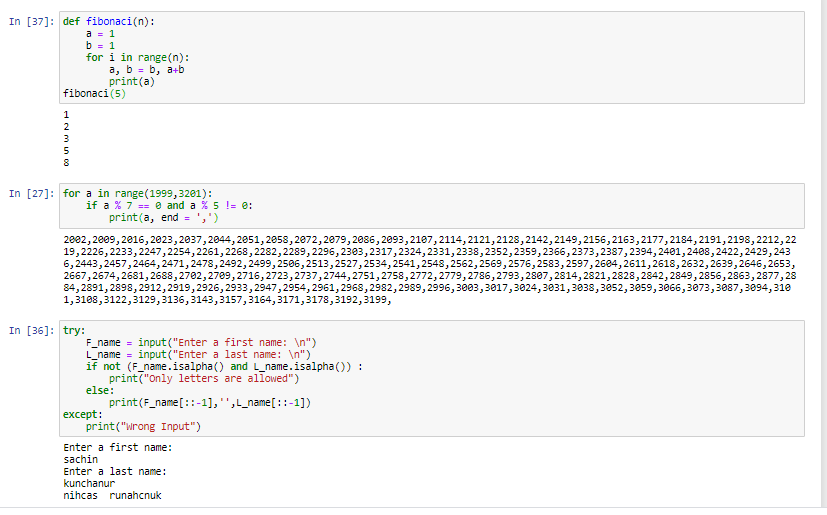 In [37]: def fibonaci(n):
    a = 1
    b = 1
    for i in range(n):
        a, b = b, a+b
        print(a)
fibonaci(5)
1
2
3
5
8
In [27]: for a in range(1999,3201):
    if a % 7 == 0 and a % 5 != 0:
        print(a, end = ',')
2002,2009,2016,2023,2037,2044,2051,2058,2072,2079,2086,2093,2107,2114,2121,2128,2142,2149,2156,2163,2177,2184,2191,2198,2212,22
19,2226,2233,2247,2254,2261,2268,2282,2289,2296,2303,2317,2324,2331,2338,2352,2359,2366,2373,2387,2394,2401,2408,2422,2429,243
6,2443,2457,2464,2471,2478,2492,2499,2506,2513,2527,2534,2541,2548,2562,2569,2576,2583,2597,2604,2611,2618,2632,2639,2646,2653,
2667,2674,2681,2688,2702,2709,2716,2723,2737,2744,2751,2758,2772,2779,2786,2793,2807,2814,2821,2828,2842,2849,2856,2863,2877,28
84,2891,2898,2912,2919,2926,2933,2947,2954,2961,2968,2982,2989,2996,3003,3017,3024,3031,3038,3052,3059,3066,3073,3087,3094,310
1,3108,3122,3129,3136,3143,3157,3164,3171,3178,3192,3199,
In [36]: try:
    F_name = input("Enter a first name: \n")
    L_name = input("Enter a last name: \n")
    if not (F_name.isalpha() and L_name.isalpha()) :
        print("Only letters are allowed")
    else:
        print(F_name[::-1],'',L_name[::-1])
except:
    print("Wrong Input")
Enter a first name:
sachin
Enter a last name:
kunchanur
nihcas  runahcnuk